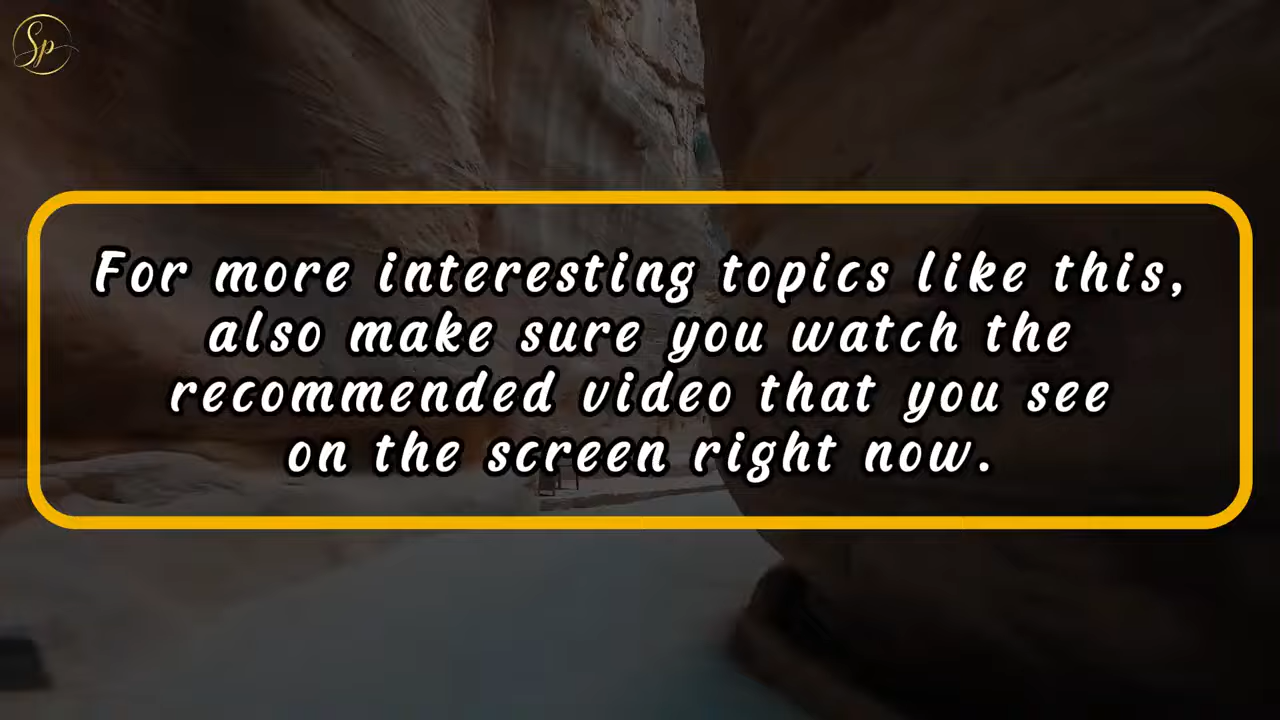 Sp
For more interesting topics like this,
also make sure you watch the
recommended video that you see
on the screen right now.